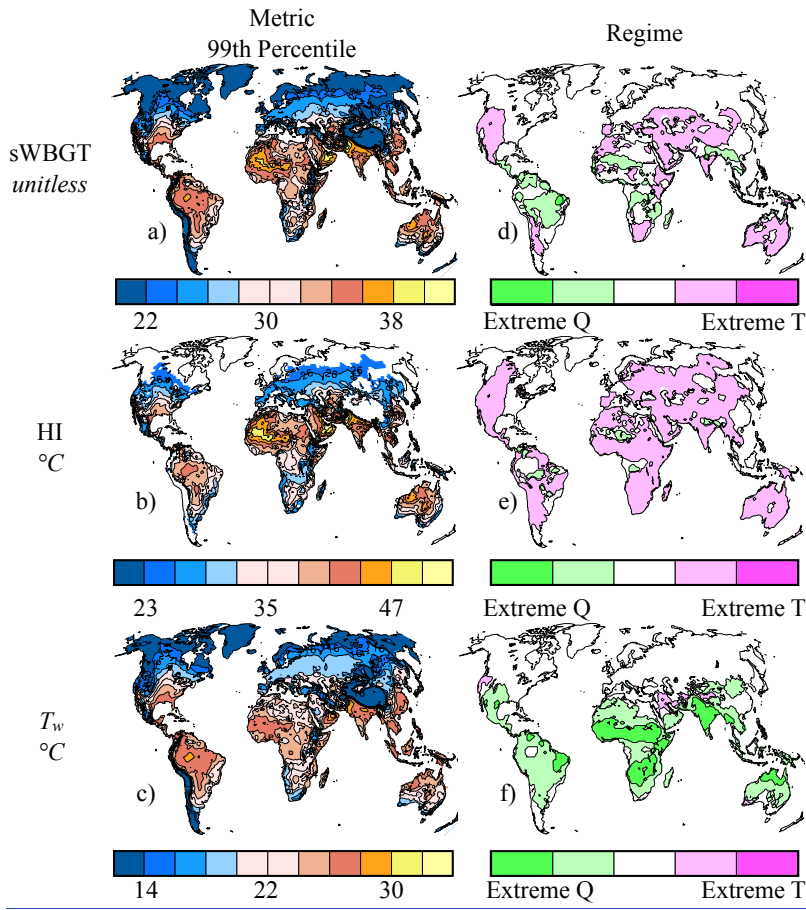 Metric
99th Percentile
Regime
sWBGT
unitless
a)
d)
22 30 38
Extreme Q Extreme T
HI
°C
b)
e)
23 35 47
Extreme Q Extreme T
T_w
°C
c)
f)
14 22 30
Extreme Q Extreme T